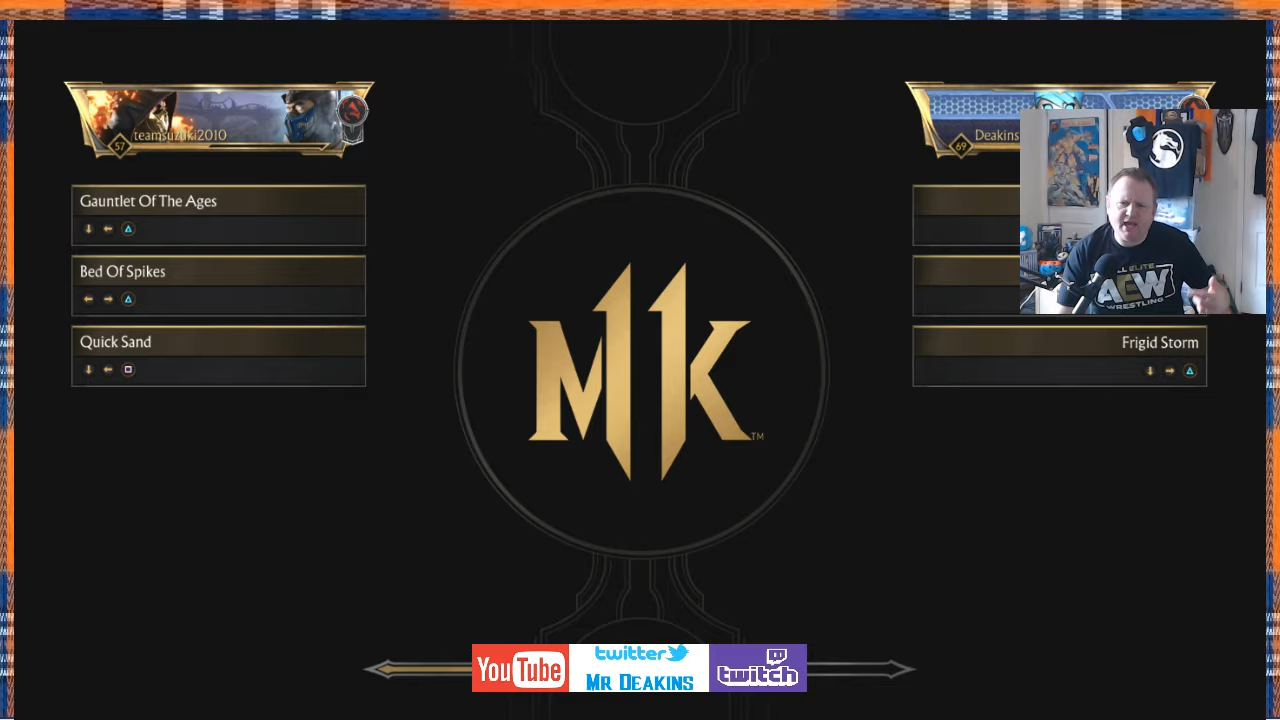 teamsuzuki2010
57
Gauntlet Of The Ages
Bed Of Spikes
Quick Sand
MK
TM
Deakins
69
Frigid Storm
ELITE
AEW
WRESTLING
YouTube
twitter
MR DEAKINS
twitch